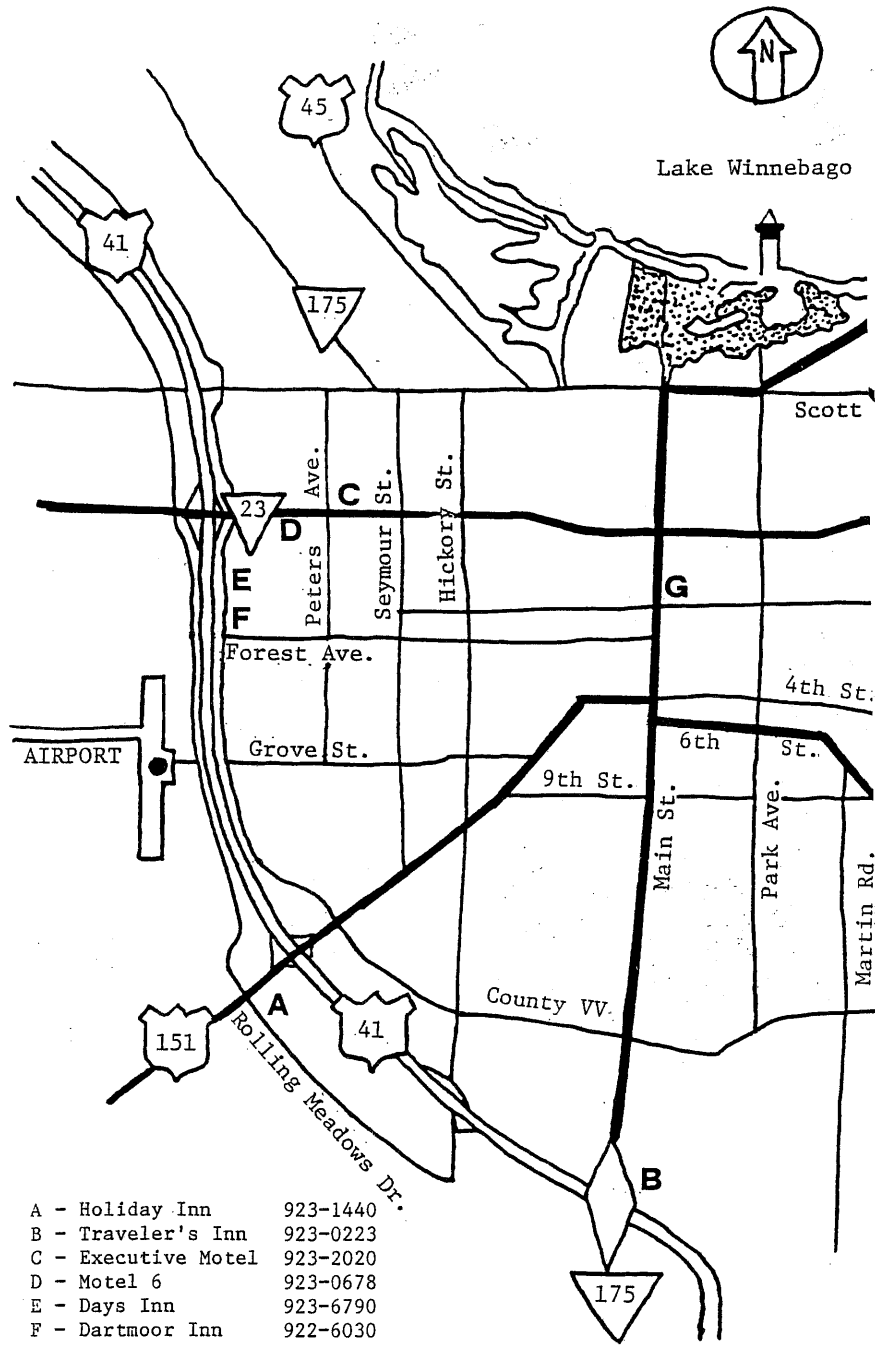 N
45
Lake Winnebago
41
175
Scott
Peters Ave.
Seymour St.
Hickory St.
C
23
D
E
F
G
Forest Ave.
4th St.
AIRPORT
Grove St.
6th St.
9th St.
Main St.
Park Ave.
Martin Rd.
A
County VV
151
41
Rolling Meadows Dr.
B
175
A - Holiday Inn 923-1440
B - Traveler's Inn 923-0223
C - Executive Motel 923-2020
D - Motel 6 923-0678
E - Days Inn 923-6790
F - Dartmoor Inn 922-6030